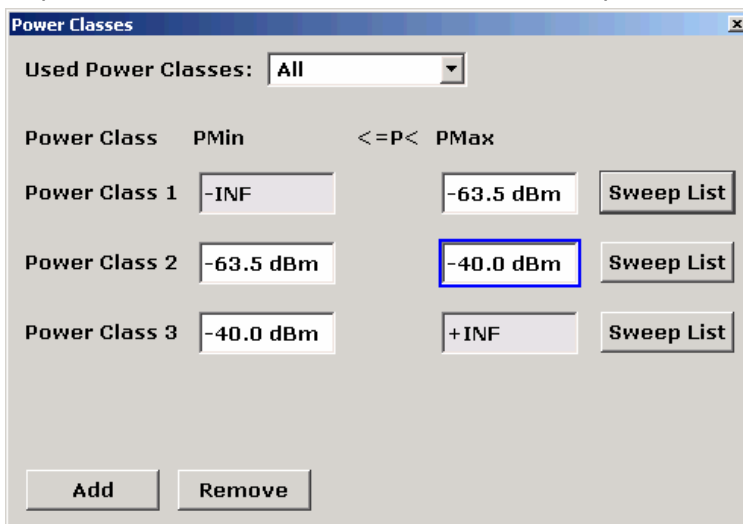 Power Classes
Used Power Classes: All
Power Class PMin <=P< PMax
Power Class 1 -INF -63.5 dBm Sweep List
Power Class 2 -63.5 dBm -40.0 dBm Sweep List
Power Class 3 -40.0 dBm +INF Sweep List
Add Remove